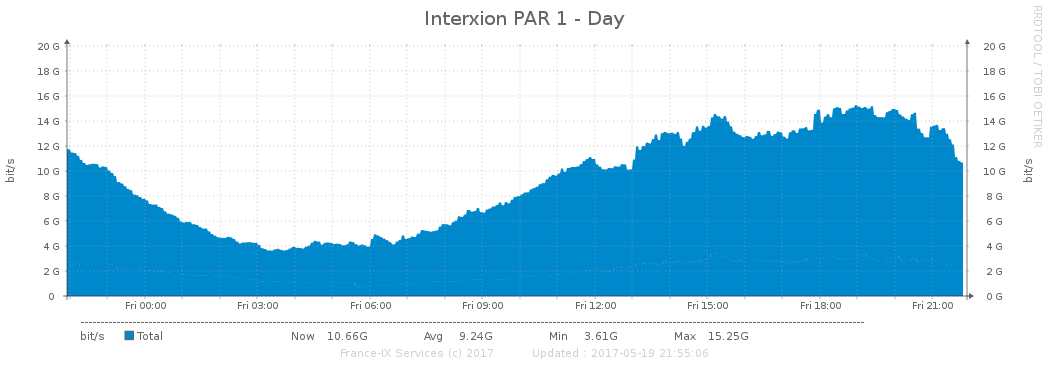 Interxion PAR 1 - Day
RRDTOOL / TOBI OETIKER
20 G 20 G
18 G 18 G
16 G 16 G
14 G 14 G
12 G 12 G
10 G 10 G
8 G 8 G
6 G 6 G
4 G 4 G
2 G 2 G
0 0 G
bit/s bit/s
Fri 00:00 Fri 03:00 Fri 06:00 Fri 09:00 Fri 12:00 Fri 15:00 Fri 18:00 Fri 21:00
bit/s Total Now 10.66G Avg 9.24G Min 3.61G Max 15.25G
France-IX Services (c) 2017 Updated : 2017-05-19 21:55:06